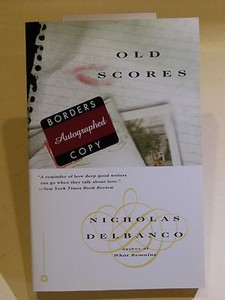 OLD
SCORES
BORDERS
Autographed
COPY
"A reminder of how deep good writers
can go when they talk about love."
—New York Times Book Review
NICHOLAS
DELBANCO
author of
What Remains